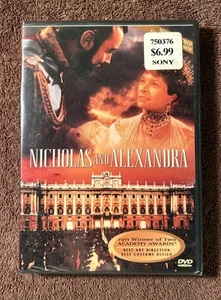 750376
$6.99
SONY
NICHOLAS AND ALEXANDRA
1971 Winner of Two
ACADEMY AWARDS®
BEST ART DIRECTION
BEST COSTUME DESIGN
DVD